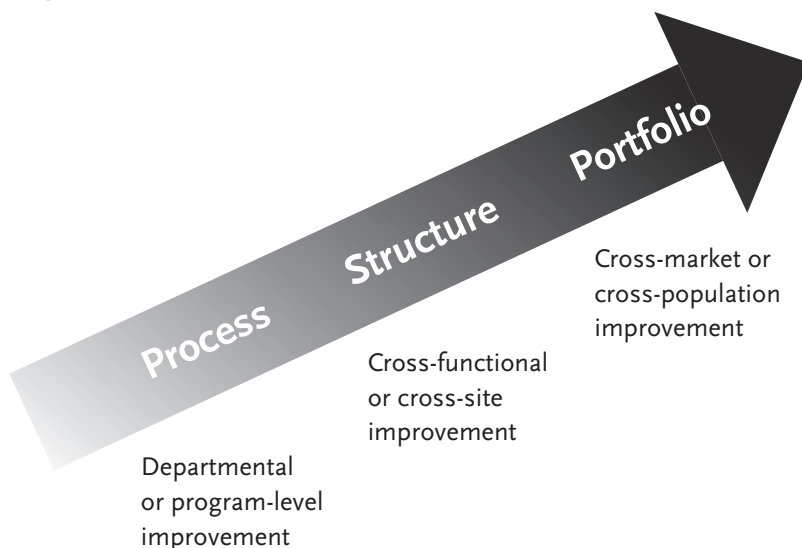 Process
Structure
Portfolio
Departmental
or program-level
improvement
Cross-functional
or cross-site
improvement
Cross-market or
cross-population
improvement